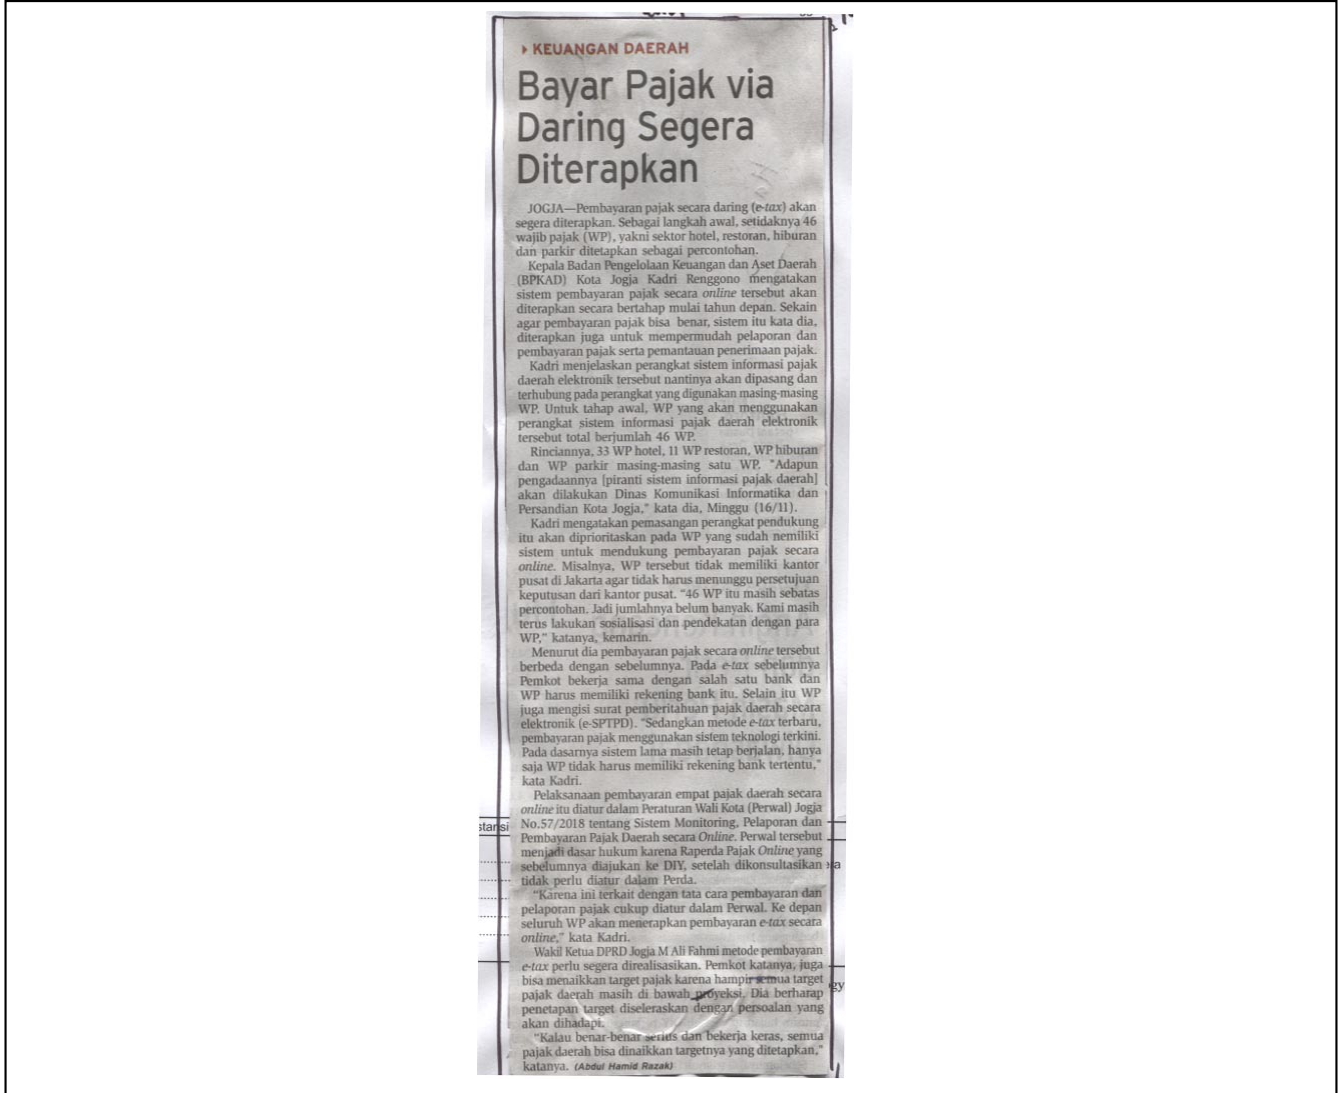 KEUANGAN DAERAH
Bayar Pajak via
Daring Segera
Diterapkan
JOGJA—Pembayaran pajak secara daring (e-tax) akan
segera diterapkan. Sebagai langkah awal, setidaknya 46
wajib pajak (WP), yakni sektor hotel, restoran, hiburan
dan parkir ditetapkan sebagai percontohan.
Kepala Badan Pengelolaan Keuangan dan Aset Daerah
(BPKAD) Kota Jogja Kadri Renggono mengatakan
sistem pembayaran pajak secara online tersebut akan
diterapkan secara bertahap mulai tahun depan. Sekain
agar pembayaran pajak bisa benar, sistem itu kata dia,
diterapkan juga untuk mempermudah pelaporan dan
pembayaran pajak serta pemantauan penerimaan pajak.
Kadri menjelaskan perangkat sistem informasi pajak
daerah elektronik tersebut nantinya akan dipasang dan
terhubung pada perangkat yang digunakan masing-masing
WP. Untuk tahap awal, WP yang akan menggunakan
perangkat sistem informasi pajak daerah elektronik
tersebut total berjumlah 46 WP.
Rinciannya, 33 WP hotel, 11 WP restoran, WP hiburan
dan WP parkir masing-masing satu WP. "Adapun
pengadaannya [piranti sistem informasi pajak daerah]
akan dilakukan Dinas Komunikasi Informatika dan
Persandian Kota Jogja," kata dia, Minggu (16/11).
Kadri mengatakan pemasangan perangkat pendukung
itu akan diprioritaskan pada WP yang sudah nemiliki
sistem untuk mendukung pembayaran pajak secara
online. Misalnya, WP tersebut tidak memiliki kantor
pusat di Jakarta agar tidak harus menunggu persetujuan
keputusan dari kantor pusat. "46 WP itu masih sebatas
percontohan. Jadi jumlahnya belum banyak. Kami masih
terus lakukan sosialisasi dan pendekatan dengan para
WP," katanya, kemarin.
Menurut dia pembayaran pajak secara online tersebut
berbeda dengan sebelumnya. Pada e-tax sebelumnya
Pemkot bekerja sama dengan salah satu bank dan
WP harus memiliki rekening bank itu. Selain itu WP
juga mengisi surat pemberitahuan pajak daerah secara
elektronik (e-SPTPD). "Sedangkan metode e-tax terbaru,
pembayaran pajak menggunakan sistem teknologi terkini.
Pada dasarnya sistem lama masih tetap berjalan, hanya
saja WP tidak harus memiliki rekening bank tertentu,"
kata Kadri.
Pelaksanaan pembayaran empat pajak daerah secara
online itu diatur dalam Peraturan Wali Kota (Perwal) Jogja
No.57/2018 tentang Sistem Monitoring, Pelaporan dan
Pembayaran Pajak Daerah secara Online. Perwal tersebut
menjadi dasar hukum karena Raperda Pajak Online yang
sebelumnya diajukan ke DIY, setelah dikonsultasikan
tidak perlu diatur dalam Perda.
"Karena ini terkait dengan tata cara pembayaran dan
pelaporan pajak cukup diatur dalam Perwal. Ke depan
seluruh WP akan menerapkan pembayaran e-tax secara
online," kata Kadri.
Wakil Ketua DPRD Jogja M Ali Fahmi metode pembayaran
e-tax perlu segera direalisasikan. Pemkot katanya, juga
bisa menaikkan target pajak karena hampir semua target
pajak daerah masih di bawah proyeksi. Dia berharap
penetapan target diselaraskan dengan persoalan yang
akan dihadapi.
"Kalau benar-benar serius dan bekerja keras, semua
pajak daerah bisa dinaikkan targetnya yang ditetapkan,"
katanya. (Abdul Hamid Razak)